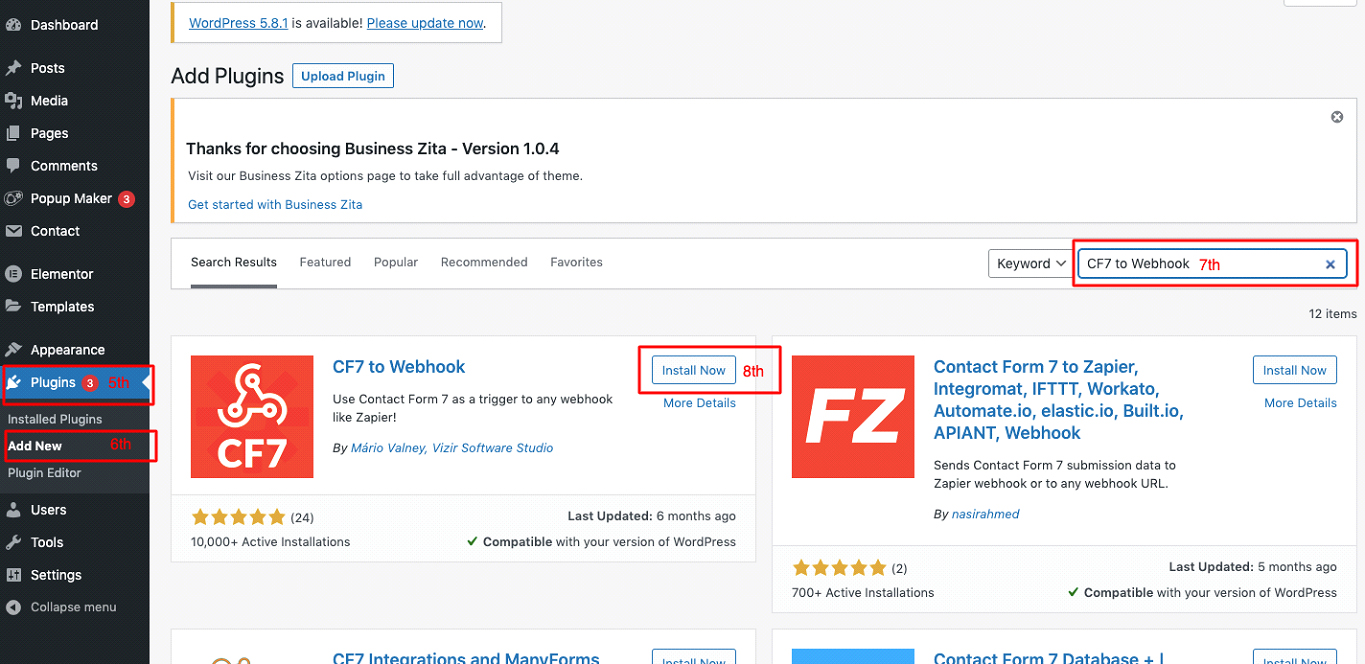 Dashboard
Posts
Media
Pages
Comments
Popup Maker 3
Contact
Elementor
Templates
Appearance
Plugins 3 5th
Installed Plugins
Add New 6th
Plugin Editor
Users
Tools
Settings
Collapse menu
WordPress 5.8.1 is available! Please update now.
Add Plugins Upload Plugin
Thanks for choosing Business Zita - Version 1.0.4
Visit our Business Zita options page to take full advantage of theme.
Get started with Business Zita
Search Results Featured Popular Recommended Favorites Keyword CF7 to Webhook 7th
12 items
CF7
CF7 to Webhook
Install Now 8th
More Details
Use Contact Form 7 as a trigger to any webhook
like Zapier!
By Mário Valney, Vizir Software Studio
(24)
10,000+ Active Installations
Last Updated: 6 months ago
Compatible with your version of WordPress
FZ
Contact Form 7 to Zapier,
Integromat, IFTTT, Workato,
Automate.io, elastic.io, Built.io,
APIANT, Webhook
Install Now
More Details
Sends Contact Form 7 submission data to
Zapier webhook or to any webhook URL.
By nasirahmed
(2)
700+ Active Installations
Last Updated: 5 months ago
Compatible with your version of WordPress
CF7 Integrations and ManyForms
Install Now
Contact Form 7 Database + |
Install Now